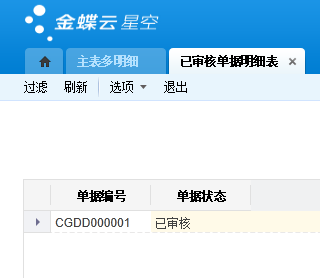 金蝶云 星空
主表多明细 已审核单据明细表 ×
过滤 刷新 选项 退出
单据编号 单据状态
CGDD000001 已审核